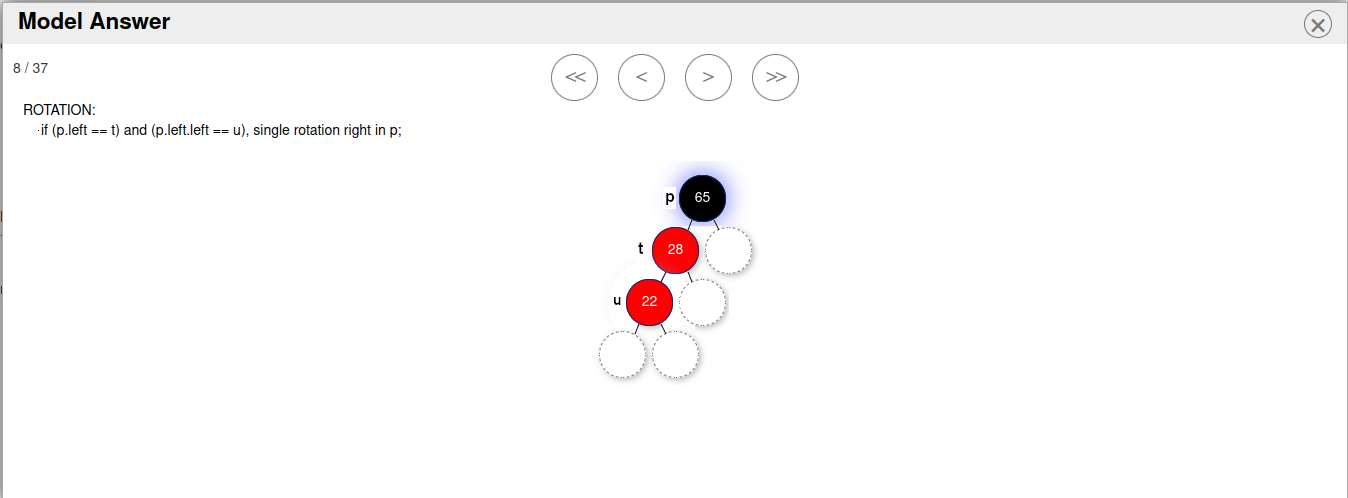 Model Answer
8 / 37
<< < > >>
ROTATION:
·if (p.left == t) and (p.left.left == u), single rotation right in p;
p 65
t 28
u 22